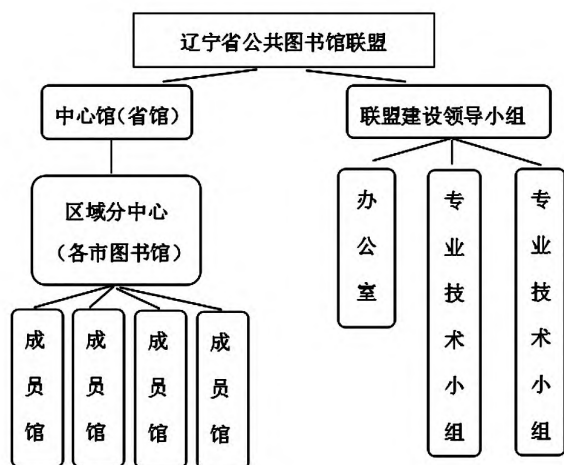 辽宁省公共图书馆联盟
中心馆(省馆)
联盟建设领导小组
区域分中心
(各市图书馆)
办公室
专业技术小组
专业技术小组
成员馆
成员馆
成员馆
成员馆